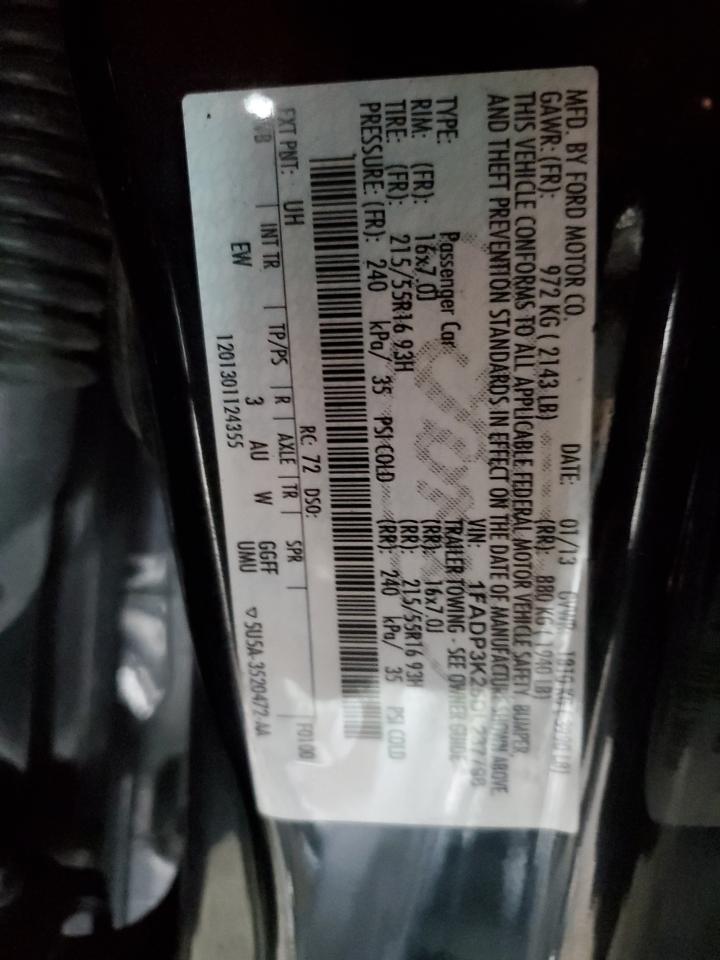 MFD. BY FORD MOTOR CO. DATE: 01/13
GAWR: (FR): 972 KG ( 2143 LB) (RR): 880 KG ( 1940 LB)
THIS VEHICLE CONFORMS TO ALL APPLICABLE FEDERAL MOTOR VEHICLE SAFETY, BUMPER,
AND THEFT PREVENTION STANDARDS IN EFFECT ON THE DATE OF MANUFACTURE SHOWN ABOVE
VIN:
TYPE: Passenger Car TRAILER TOWING - SEE OWNER GUIDE
RIM: (FR): 16x7.0J (RR): 16x7.0J
TIRE: (FR): 215/55R16 93H (RR): 215/55R16 93H
PRESSURE: (FR): 240 kPa/ 35 PSI COLD (RR): 240 kPa/ 35 PSI COLD
RC: 72 DSO: F0100
EXT PNT: UH
INT TR TP/PS R AXLE TR SPR
EW 3 AU W GGFF
UMU
1201301124355 ▽5U5A-3520472-AA